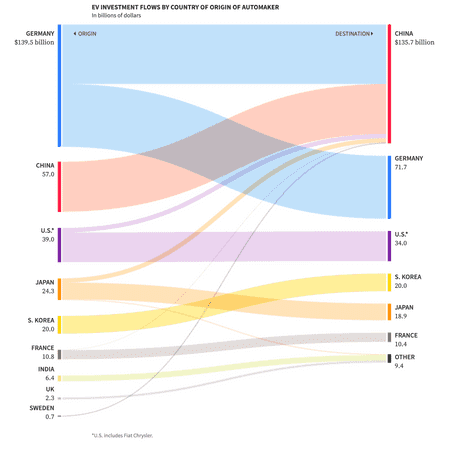 EV INVESTMENT FLOWS BY COUNTRY OF ORIGIN OF AUTOMAKER
In billions of dollars
GERMANY
$139.5 billion
ORIGIN
DESTINATION
CHINA
$135.7 billion
CHINA
57.0
GERMANY
71.7
U.S.*
39.0
U.S.*
34.0
JAPAN
24.3
S. KOREA
20.0
S. KOREA
20.0
JAPAN
18.9
FRANCE
10.8
FRANCE
10.4
INDIA
6.4
OTHER
9.4
UK
2.3
SWEDEN
0.7
*U.S. includes Fiat Chrysler.